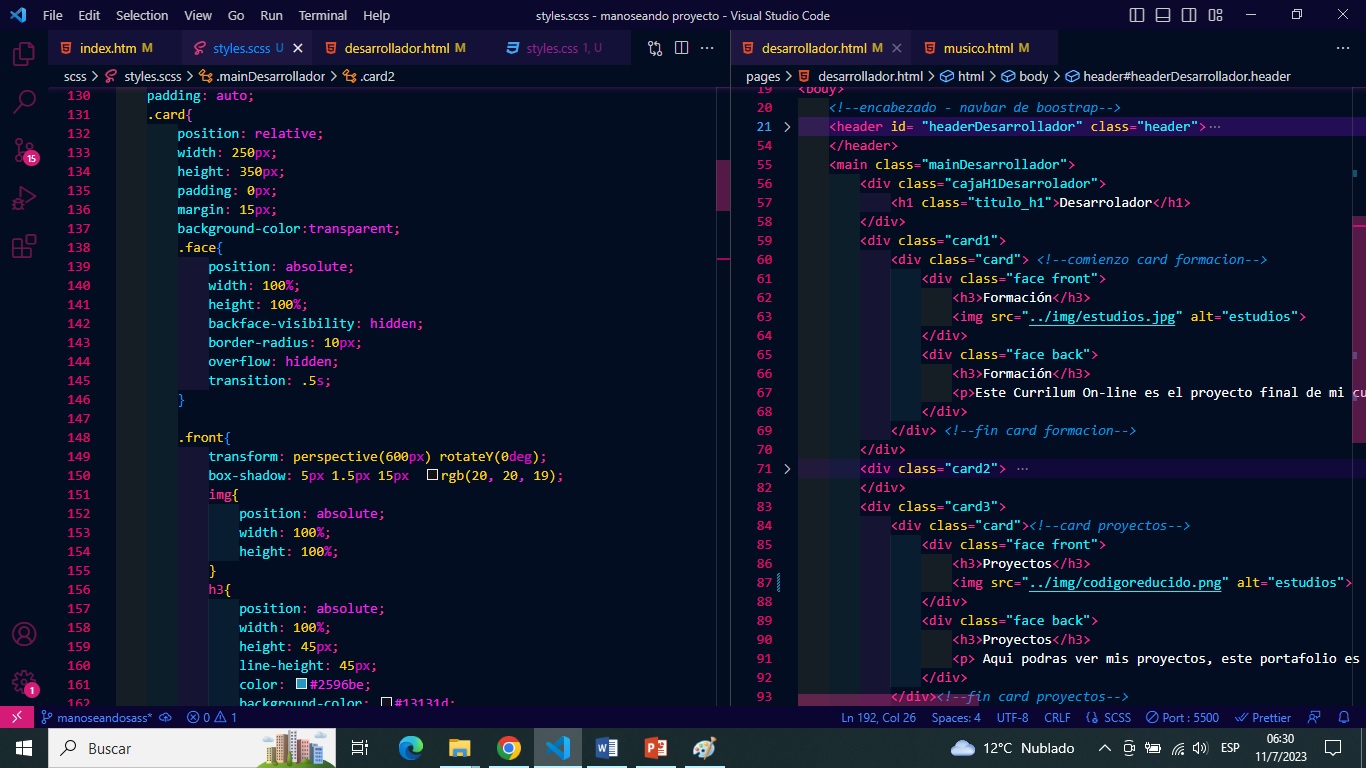 File Edit Selection View Go Run Terminal Help
styles.scss - manoseando proyecto - Visual Studio Code
index.htm M
styles.scss U
desarrollador.html M
styles.css 1, U
scss > styles.scss > .mainDesarrollador > .card2
130 padding: auto;
131 .card{
132 position: relative;
133 width: 250px;
134 height: 350px;
135 padding: 0px;
136 margin: 15px;
137 background-color:transparent;
138 .face{
139 position: absolute;
140 width: 100%;
141 height: 100%;
142 backface-visibility: hidden;
143 border-radius: 10px;
144 overflow: hidden;
145 transition: .5s;
146 }
147
148 .front{
149 transform: perspective(600px) rotateY(0deg);
150 box-shadow: 5px 1.5px 15px rgb(20, 20, 19);
151 img{
152 position: absolute;
153 width: 100%;
154 height: 100%;
155 }
156 h3{
157 position: absolute;
158 width: 100%;
159 height: 45px;
160 line-height: 45px;
161 color: #2596be;
162 background-color: #13131d;
desarrollador.html M
musico.html M
pages > desarrollador.html > html > body > header#headerDesarrollador.header
19 <body>
20 <!--encabezado - navbar de boostrap-->
21 <header id= "headerDesarrollador" class="header">⋯
54 </header>
55 <main class="mainDesarrollador">
56 <div class="cajaH1Desarrolador">
57 <h1 class="titulo_h1">Desarrolador</h1>
58 </div>
59 <div class="card1">
60 <div class="card"> <!--comienzo card formacion-->
61 <div class="face front">
62 <h3>Formación</h3>
63 <img src="../img/estudios.jpg" alt="estudios">
64 </div>
65 <div class="face back">
66 <h3>Formación</h3>
67 <p>Este Currilum On-line es el proyecto final de mi cu
68 </div>
69 </div> <!--fin card formacion-->
70 </div>
71 <div class="card2"> ⋯
82 </div>
83 <div class="card3">
84 <div class="card"><!--card proyectos-->
85 <div class="face front">
86 <h3>Proyectos</h3>
87 <img src="../img/codigoreducido.png" alt="estudios">
88 </div>
89 <div class="face back">
90 <h3>Proyectos</h3>
91 <p> Aqui podras ver mis proyectos, este portafolio es
92 </div>
93 </div><!--fin card proyectos-->
15
1
manoseandosass* 0 1
Ln 192, Col 26 Spaces: 4 UTF-8 CRLF {} SCSS Port : 5500 Prettier
Buscar
12°C Nublado
ESP
06:30
11/7/2023